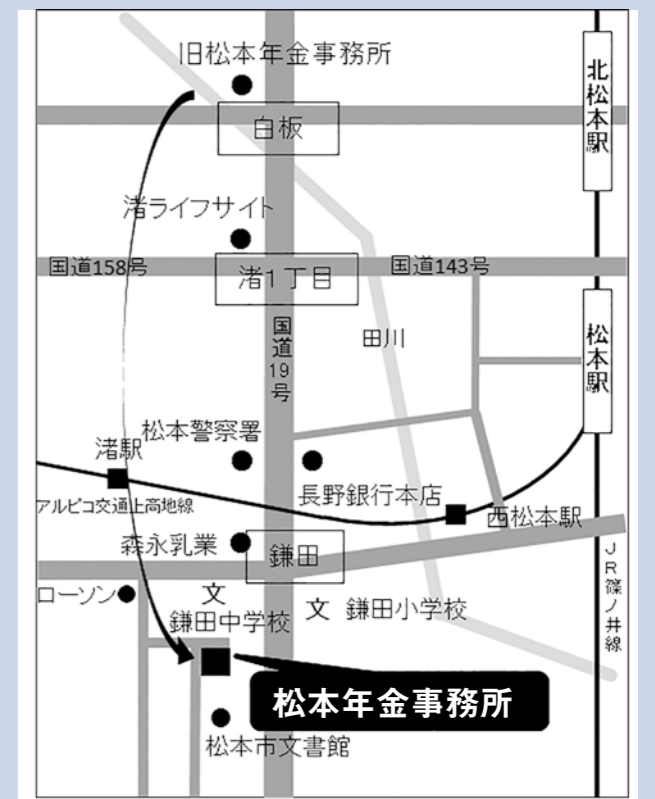 旧松本年金事務所
北松本駅
白板
渚ライフサイト
国道158号
渚1丁目
国道143号
国道19号
田川
松本駅
松本警察署
渚駅
長野銀行本店
アルピコ交通上高地線
西松本駅
森永乳業
鎌田
JR篠ノ井線
ローソン
文
鎌田中学校
文 鎌田小学校
松本年金事務所
松本市文書館